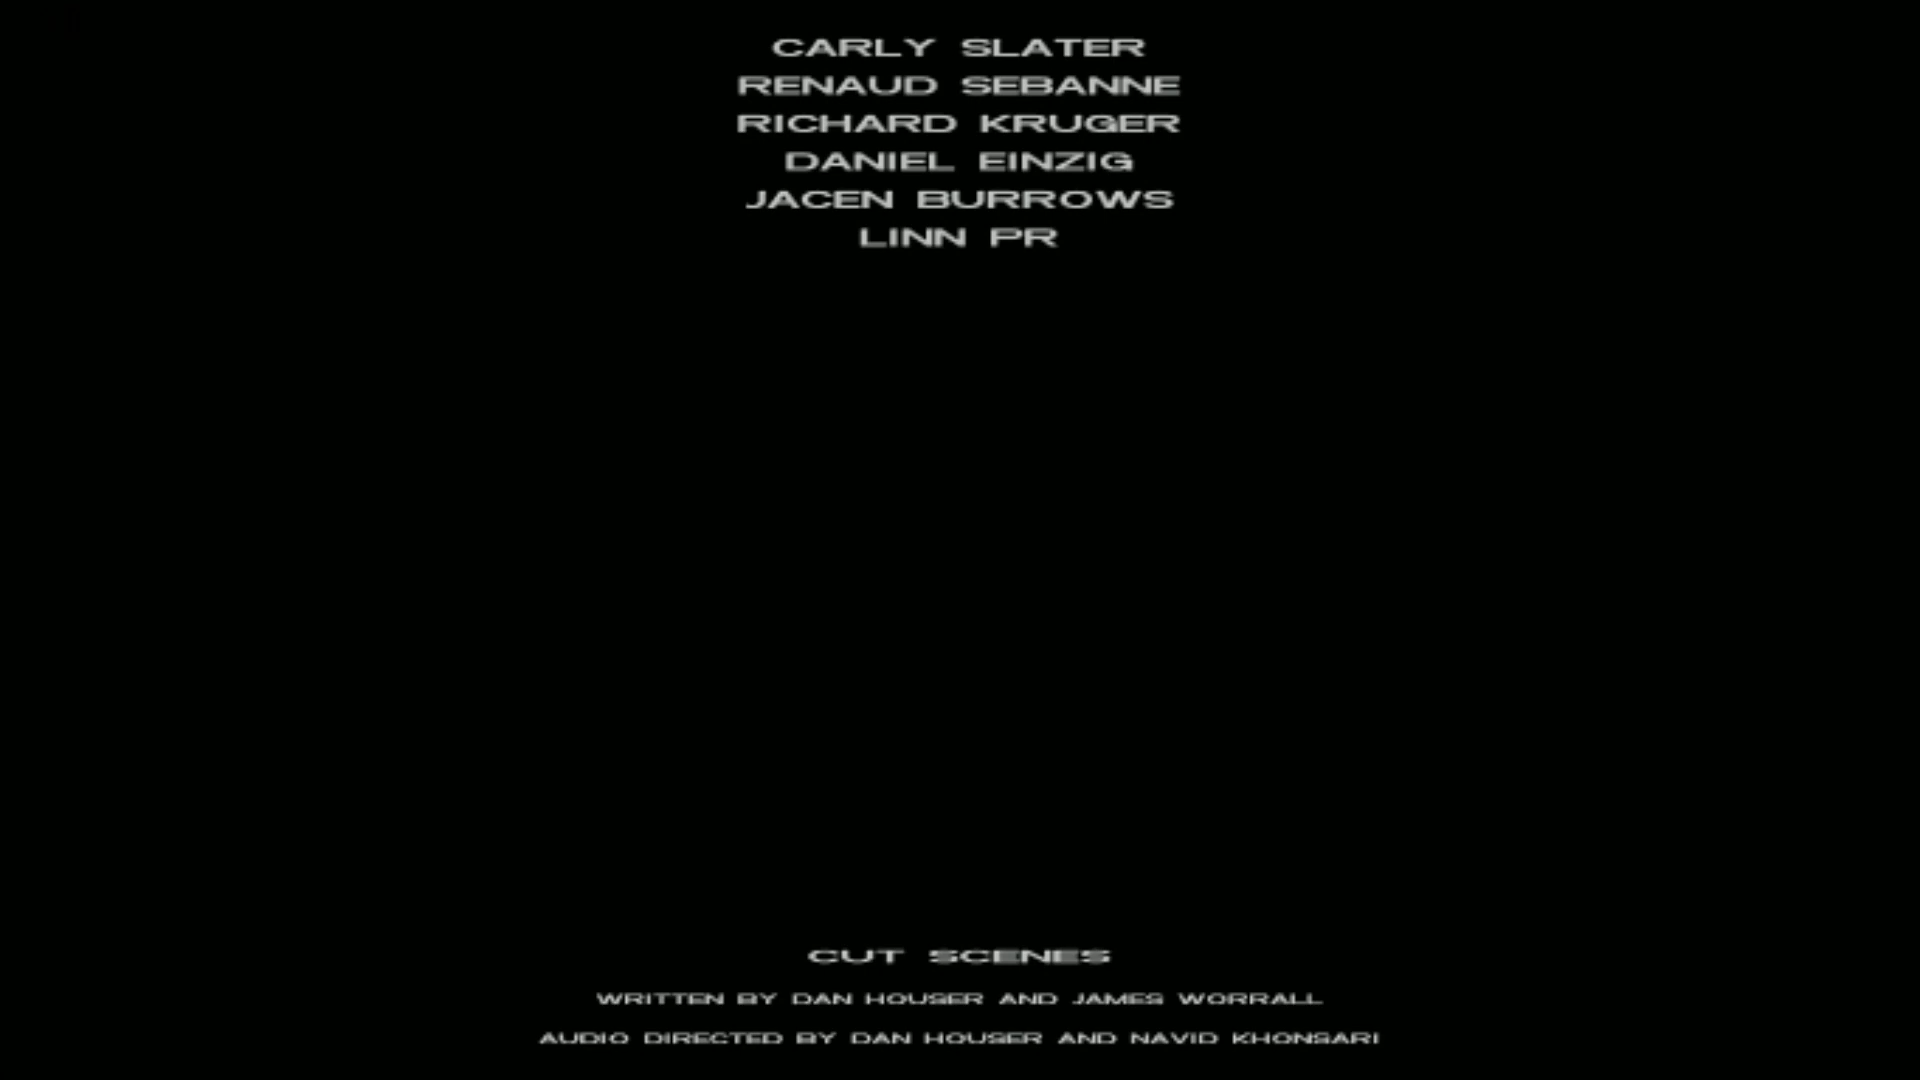 CARLY SLATER
RENAUD SEBANNE
RICHARD KRUGER
DANIEL EINZIG
JACEN BURROWS
LINN PR
CUT SCENES
WRITTEN BY DAN HOUSER AND JAMES WORRALL
AUDIO DIRECTED BY DAN HOUSER AND NAVID KHONSARI